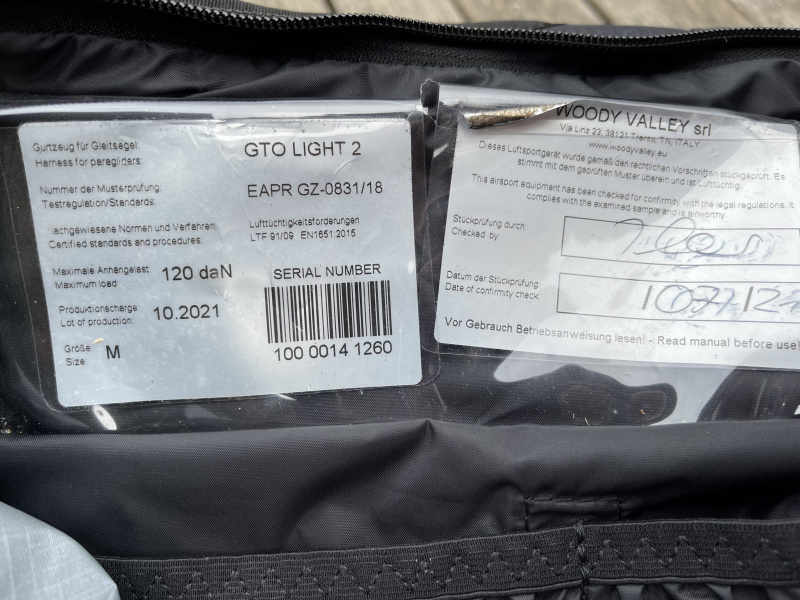 Gurtzeug für Gleitsegel:
Harness for paragliders:
GTO LIGHT 2
Nummer der Musterprüfung:
Testregulation/Standards:
EAPR GZ-0831/18
Nachgewiesene Normen und Verfahren:
Certified standards and procedures:
Lufttüchtigkeitsforderungen
LTF 91/09 EN1651:2015
Maximale Anhängelast:
Maximum load:
120 daN
Produktionscharge
Lot of production:
10.2021
Größe:
Size:
M
SERIAL NUMBER
100 0014 1260
WOODY VALLEY srl
Via Linz 23, 38121 Trento, TN, ITALY
www.woodyvalley.eu
Dieses Luftsportgerät wurde gemäß den rechtlichen Vorschriften stückgeprüft. Es
stimmt mit dem geprüften Muster überein und ist Lufttüchtig.
This airsport equipment has been checked for conformity with the legal regulations. It
complies with the examined sample and is airworthy.
Stückprüfung durch:
Checked by:
Datum der Stückprüfung:
Date of confirmity check:
Vor Gebrauch Betriebsanweisung lesen! - Read manual before use!